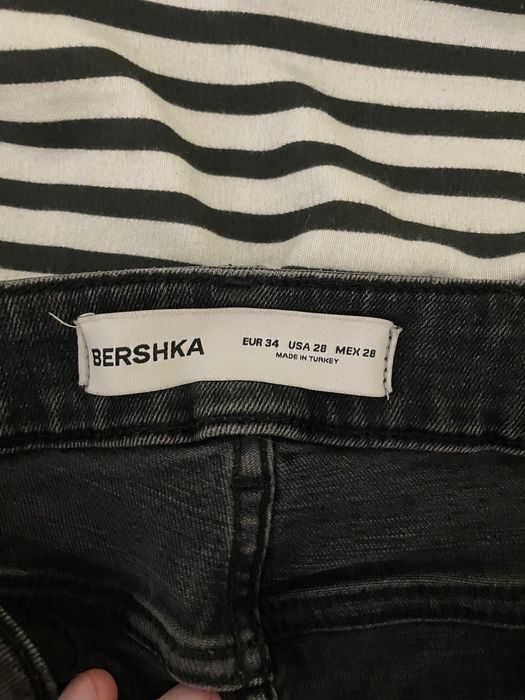 BERSHKA
EUR 34 USA 28 MEX 28
MADE IN TURKEY